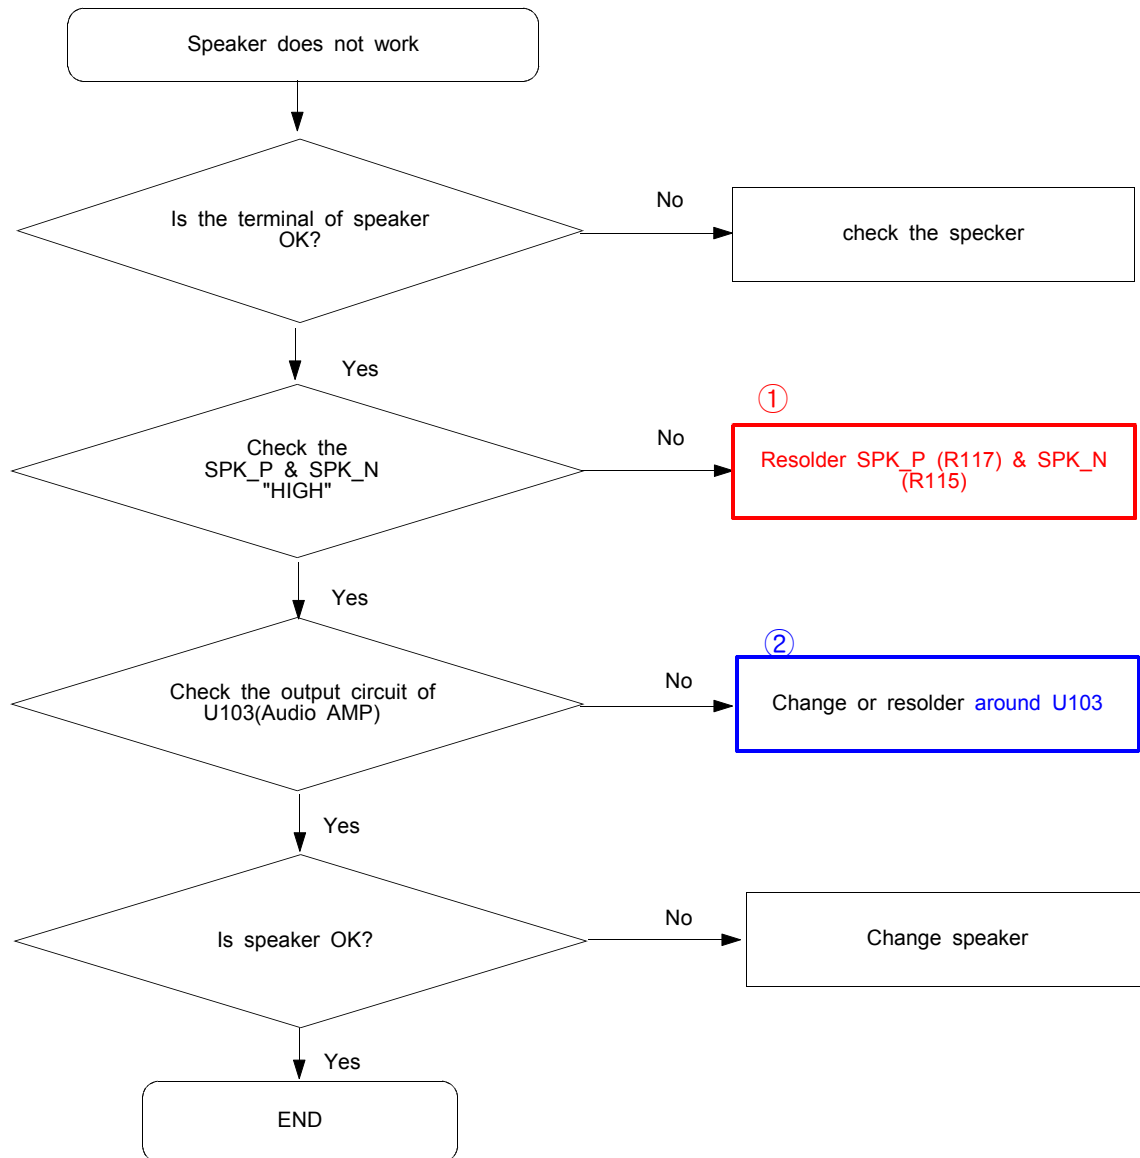 Speaker does not work
Is the terminal of speaker
OK?
No
check the specker
Yes
Check the
SPK_P & SPK_N
"HIGH"
No
①
Resolder SPK_P (R117) & SPK_N
(R115)
Yes
Check the output circuit of
U103(Audio AMP)
No
②
Change or resolder around U103
Yes
Is speaker OK?
No
Change speaker
Yes
END